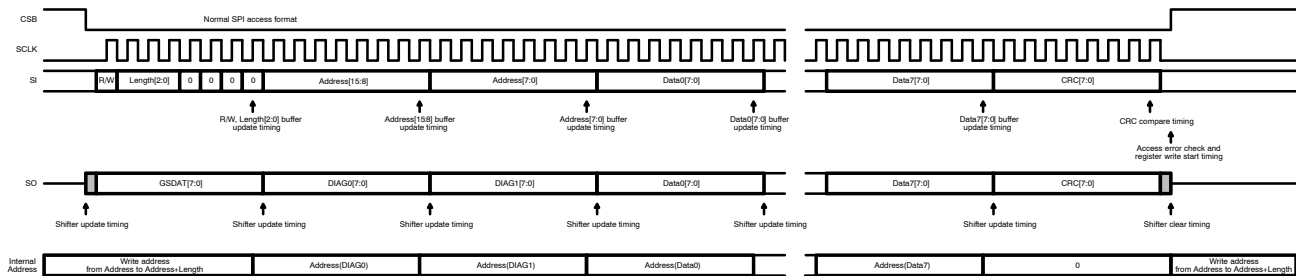 CSB
Normal SPI access format
SCLK
SI
R/W
Length[2:0]
0
0
0
0
Address[15:8]
Address[7:0]
Data0[7:0]
Data7[7:0]
CRC[7:0]
R/W, Length[2:0] buffer
update timing
Address[15:8] buffer
update timing
Address[7:0] buffer
update timing
Data0[7:0] buffer
update timing
Data7[7:0] buffer
update timing
CRC compare timing
Access error check and
register write start timing
SO
GSDAT[7:0]
DIAG0[7:0]
DIAG1[7:0]
Data0[7:0]
Data7[7:0]
CRC[7:0]
Shifter update timing
Shifter update timing
Shifter update timing
Shifter update timing
Shifter update timing
Shifter update timing
Shifter clear timing
Internal
Address
Write address
from Address to Address+Length
Address(DIAG0)
Address(DIAG1)
Address(Data0)
Address(Data7)
0
Write address
from Address to Address+Length